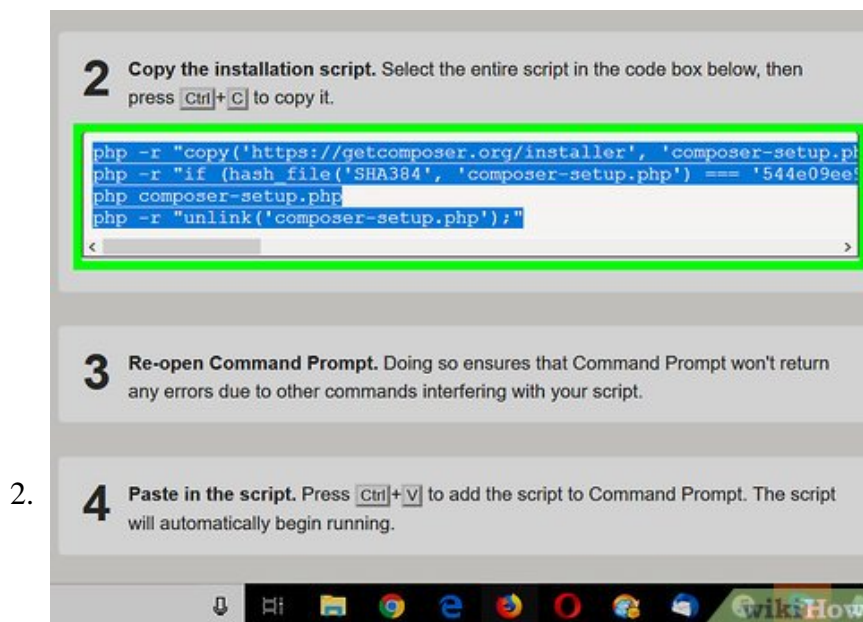 2 Copy the installation script. Select the entire script in the code box below, then
press Ctrl + C to copy it.
php -r "copy('https://getcomposer.org/installer', 'composer-setup.ph
php -r "if (hash_file('SHA384', 'composer-setup.php') === '544e09ee9
php composer-setup.php
php -r "unlink('composer-setup.php');"
3 Re-open Command Prompt. Doing so ensures that Command Prompt won't return
any errors due to other commands interfering with your script.
2.
4 Paste in the script. Press Ctrl + V to add the script to Command Prompt. The script
will automatically begin running.
wikiHow